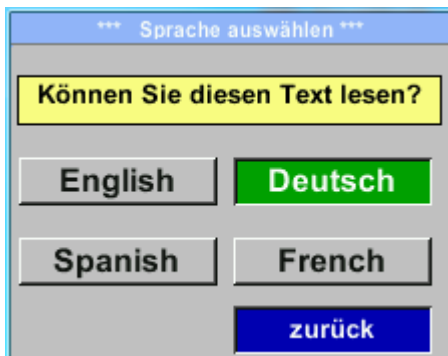 *** Sprache auswählen ***
Können Sie diesen Text lesen?
English Deutsch
Spanish French
zurück